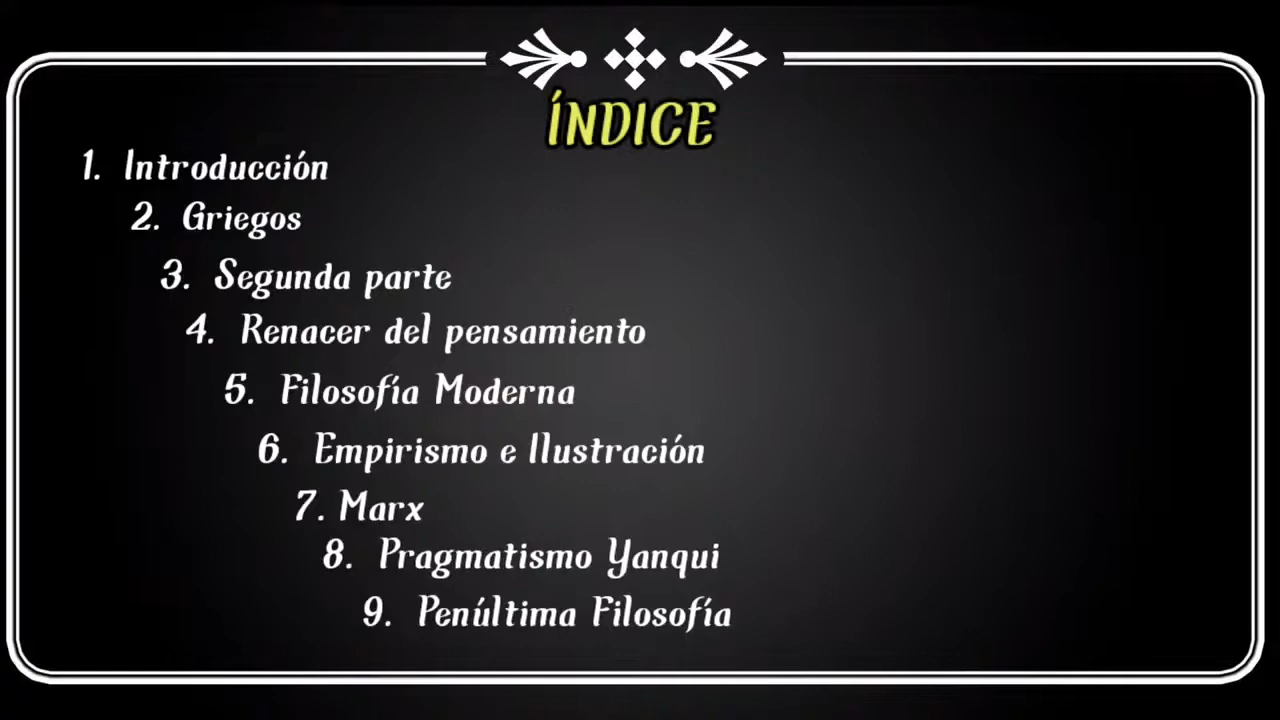 ÍNDICE
1. Introducción
2. Griegos
3. Segunda parte
4. Renacer del pensamiento
5. Filosofía Moderna
6. Empirismo e Ilustración
7. Marx
8. Pragmatismo Yanqui
9. Penúltima Filosofía